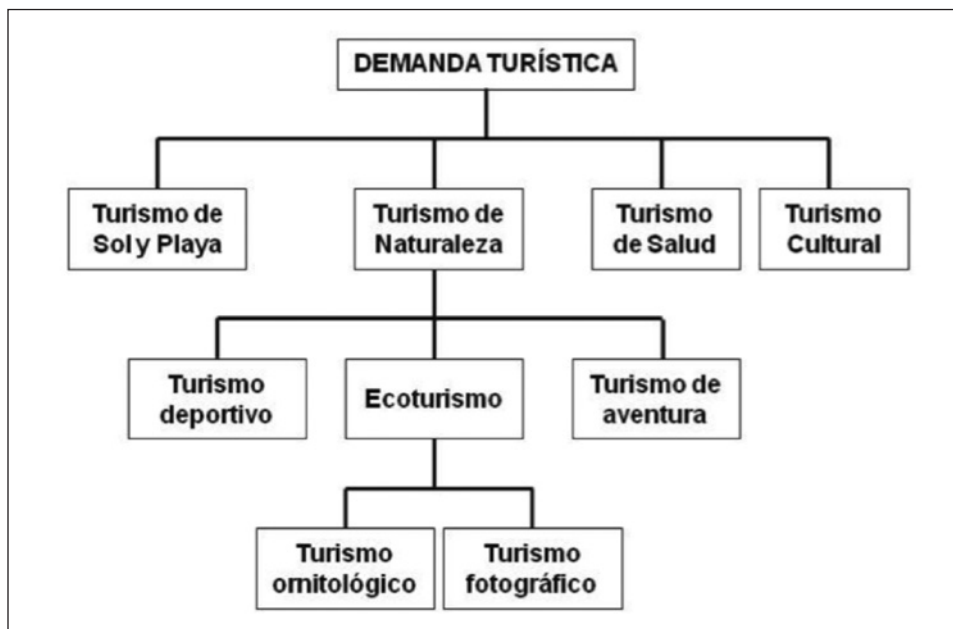 DEMANDA TURÍSTICA
Turismo de
Sol y Playa
Turismo de
Naturaleza
Turismo
de Salud
Turismo
Cultural
Turismo
deportivo
Ecoturismo
Turismo de
aventura
Turismo
ornitológico
Turismo
fotográfico